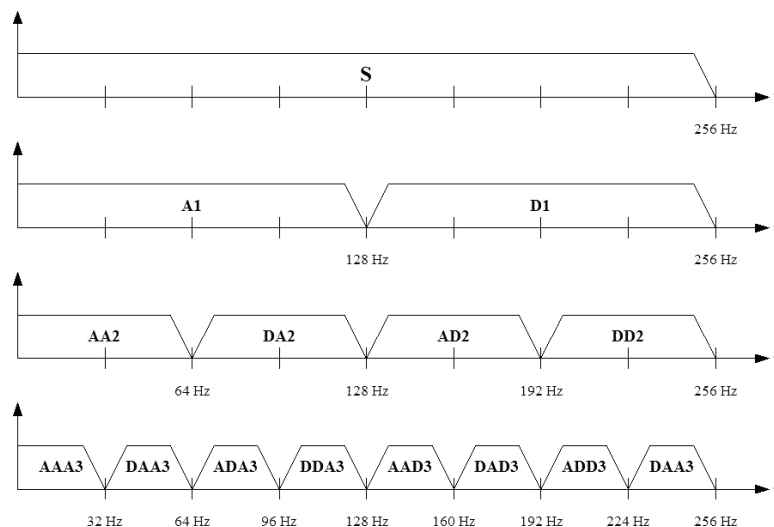 S
256 Hz
A1 D1
128 Hz 256 Hz
AA2 DA2 AD2 DD2
64 Hz 128 Hz 192 Hz 256 Hz
AAA3 DAA3 ADA3 DDA3 AAD3 DAD3 ADD3 DAA3
32 Hz 64 Hz 96 Hz 128 Hz 160 Hz 192 Hz 224 Hz 256 Hz